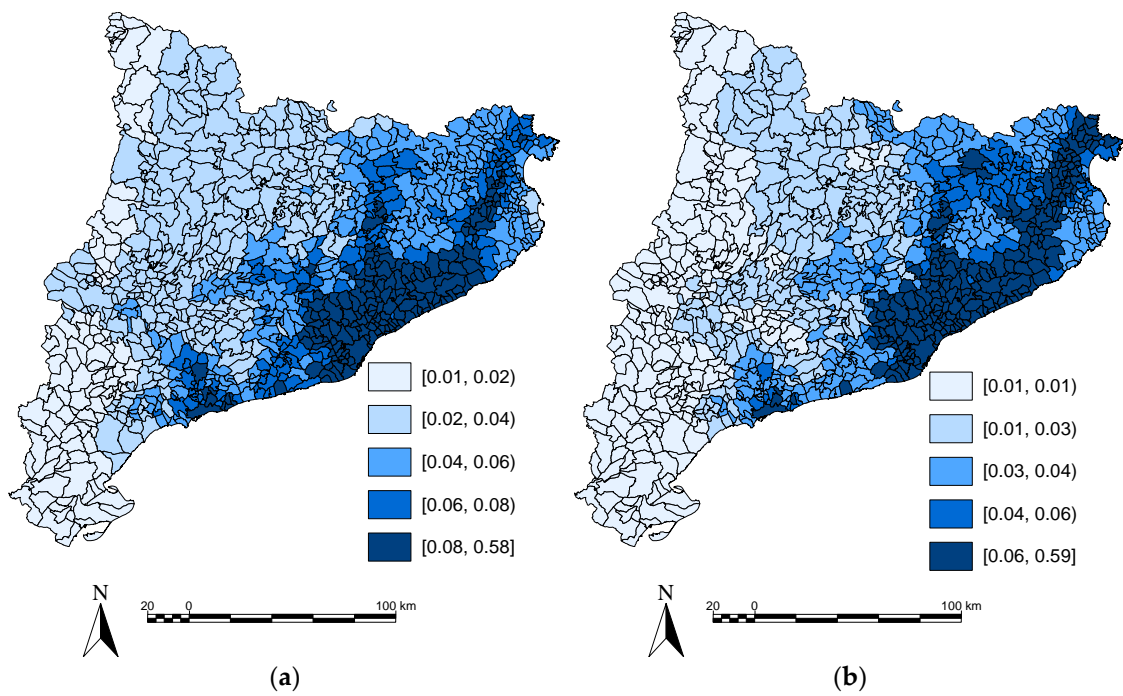 [0.01, 0.02)
[0.02, 0.04)
[0.04, 0.06)
[0.06, 0.08)
[0.08, 0.58]
N
20 0 100 km
(a)
[0.01, 0.01)
[0.01, 0.03)
[0.03, 0.04)
[0.04, 0.06)
[0.06, 0.59]
N
20 0 100 km
(b)